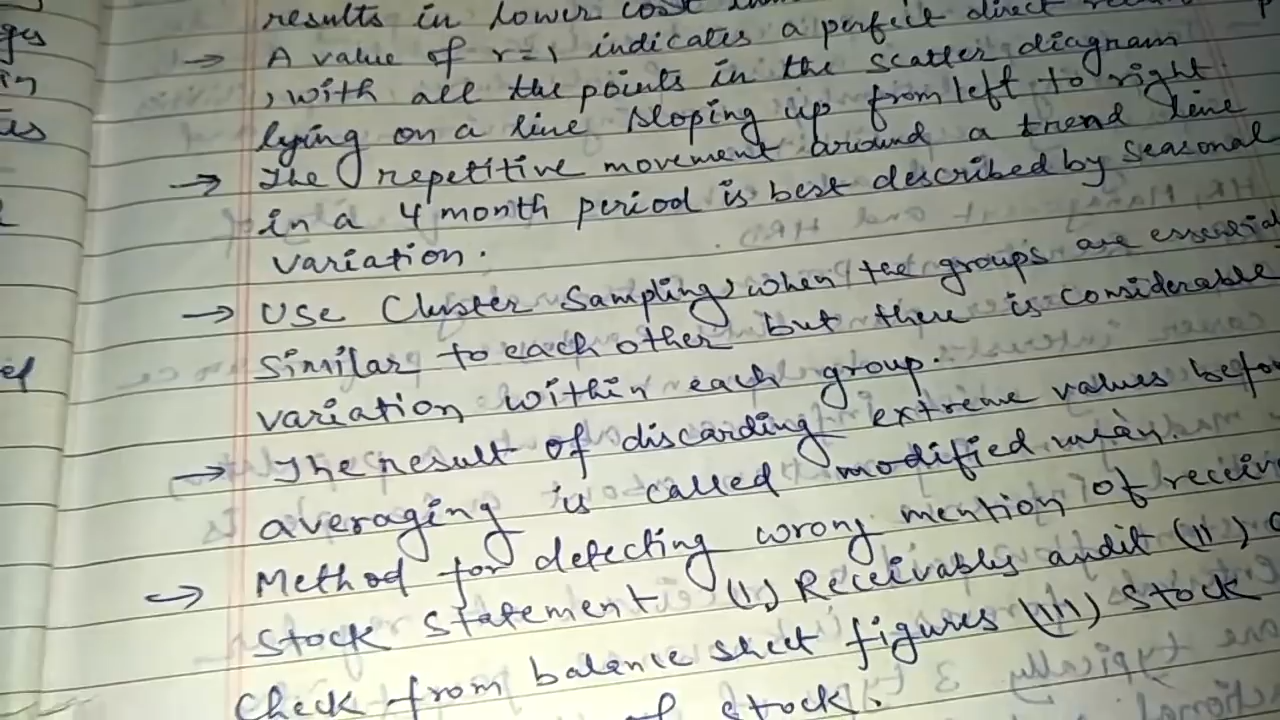 results in lower cost
→ A value of r=1 indicates a perfect direct
, with all the points in the scatter diagram
lying on a line sloping up from left to right
→ The repetitive movement around a trend line
in a 4 month period is best described by seasonal
variation.
→ Use Cluster Sampling, when the groups are
similar to each other but there is considerable
variation within each group.
→ The result of discarding extreme values
averaging is called modified
→ Method for detecting wrong mention of
stock statement (i) Receivables audit (ii)
check from balance sheet figures (iii) stock
of stock.